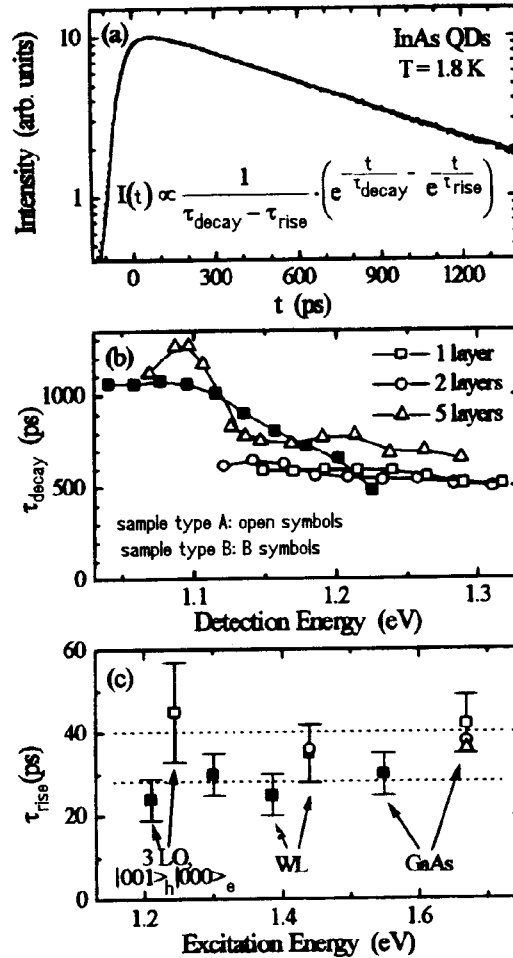 (a)
InAs QDs
T = 1.8 K
10
1
Intensity (arb. units)
I(t) ∝ 1 / (τdecay − τrise) · (e^(−t/τdecay) − e^(−t/τrise))
0 300 600 900 1200
t (ps)
(b)
1 layer
2 layers
5 layers
1000
500
0
τdecay (ps)
sample type A: open symbols
sample type B: B symbols
1.1 1.2 1.3
Detection Energy (eV)
60
(c)
40
20
0
τrise (ps)
3 LO,
|001>h|000>e
WL
GaAs
1.2 1.4 1.6
Excitation Energy (eV)